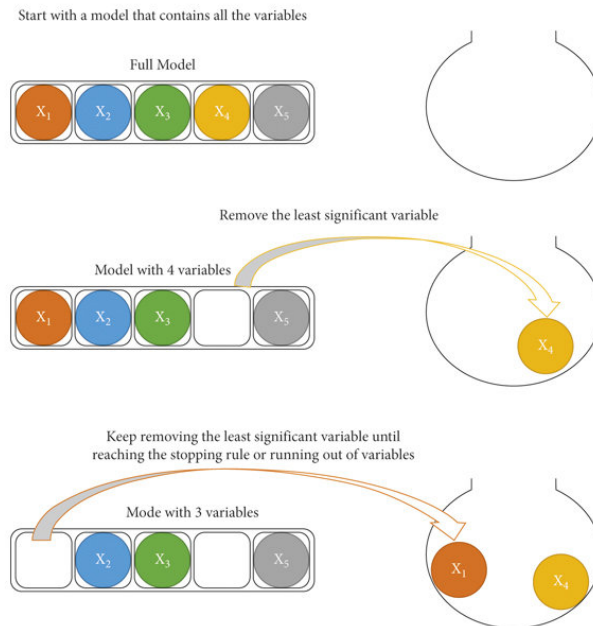 Start with a model that contains all the variables
Full Model
X₁ X₂ X₃ X₄ X₅
Remove the least significant variable
Model with 4 variables
X₁ X₂ X₃ X₅
X₄
Keep removing the least significant variable until
reaching the stopping rule or running out of variables
Mode with 3 variables
X₂ X₃ X₅
X₁ X₄